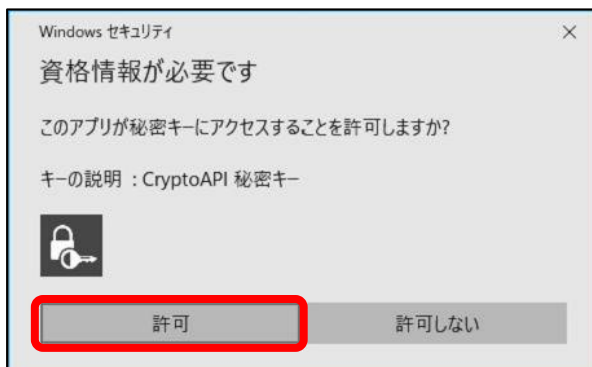 Windows セキュリティ
資格情報が必要です
このアプリが秘密キーにアクセスすることを許可しますか?
キーの説明 : CryptoAPI 秘密キー
許可
許可しない